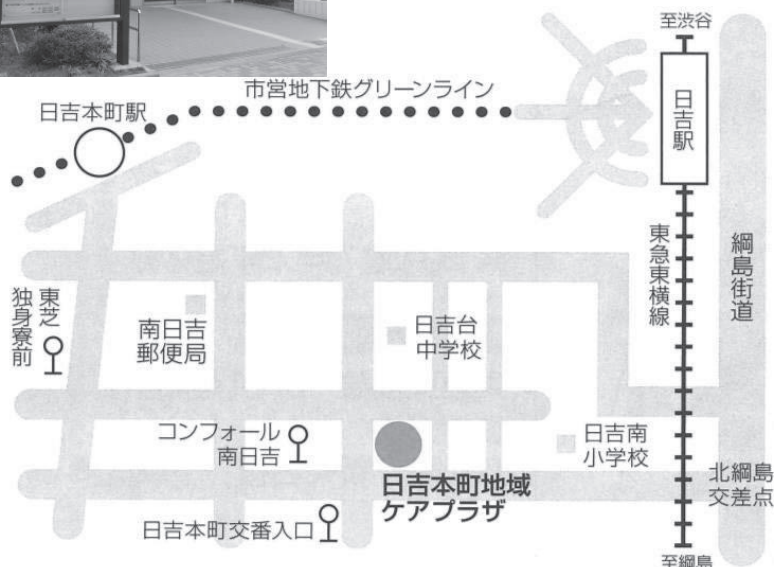 至渋谷
市営地下鉄グリーンライン
日吉本町駅
日吉駅
東急東横線
綱島街道
東芝
独身寮前
南日吉
郵便局
日吉台
中学校
コンフォール
南日吉
日吉南
小学校
日吉本町地域
ケアプラザ
北綱島
交差点
日吉本町交番入口
至綱島